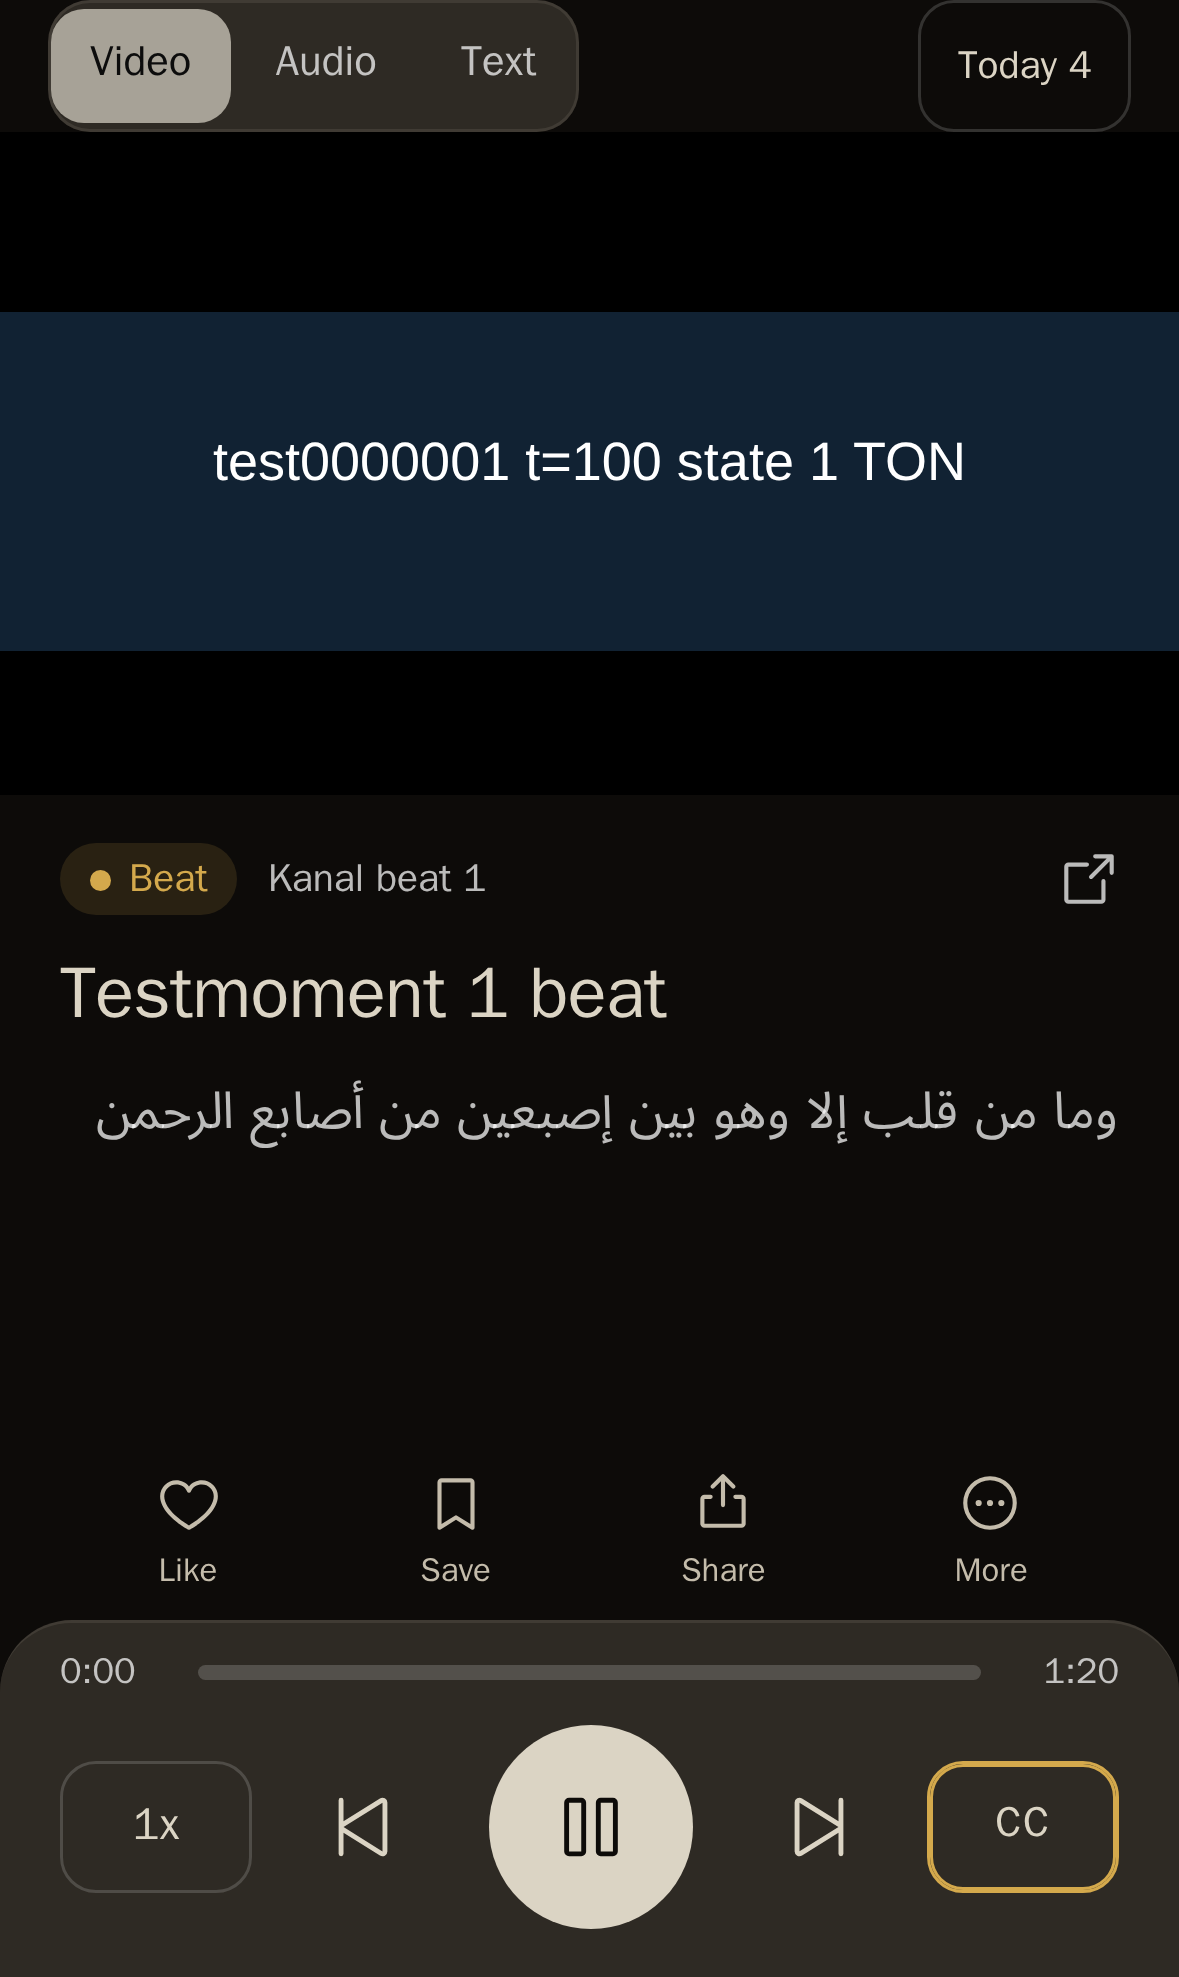 Video Audio Text Today 4
test0000001 t=100 state 1 TON
Beat Kanal beat 1
Testmoment 1 beat
وما من قلب إلا وهو بين إصبعين من أصابع الرحمن
Like Save Share More
0:00 1:20
1x CC